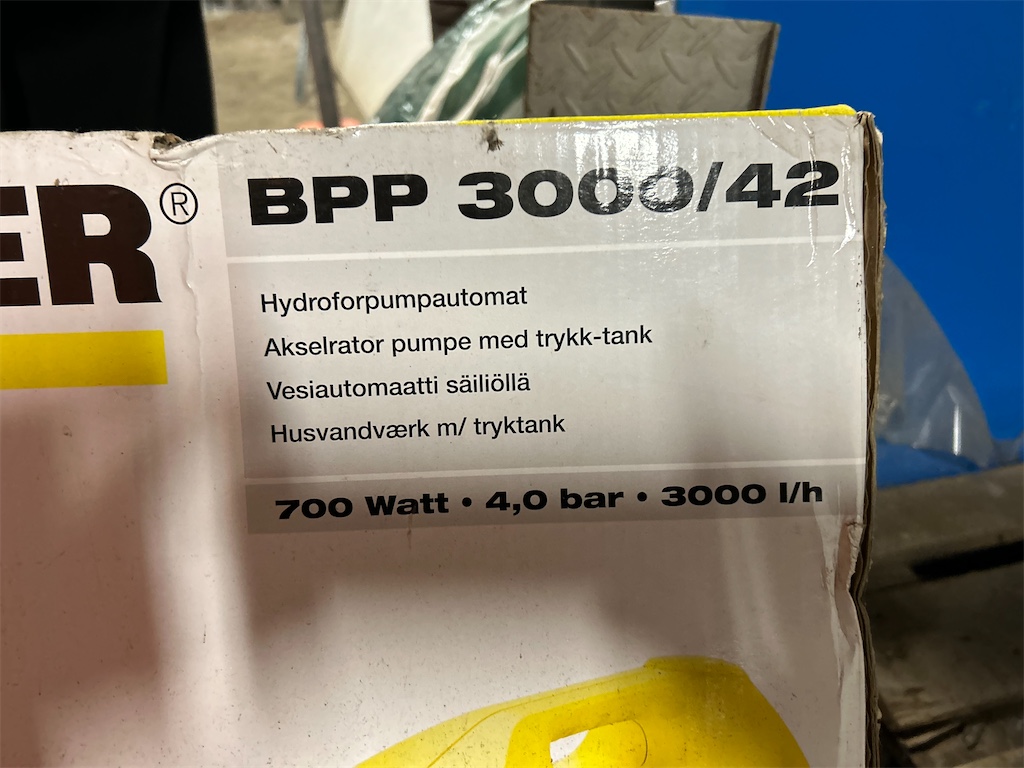 ER®
BPP 3000/42
Hydroforpumpautomat
Akselrator pumpe med trykk-tank
Vesiautomaatti säiliöllä
Husvandværk m/ tryktank
700 Watt • 4,0 bar • 3000 l/h